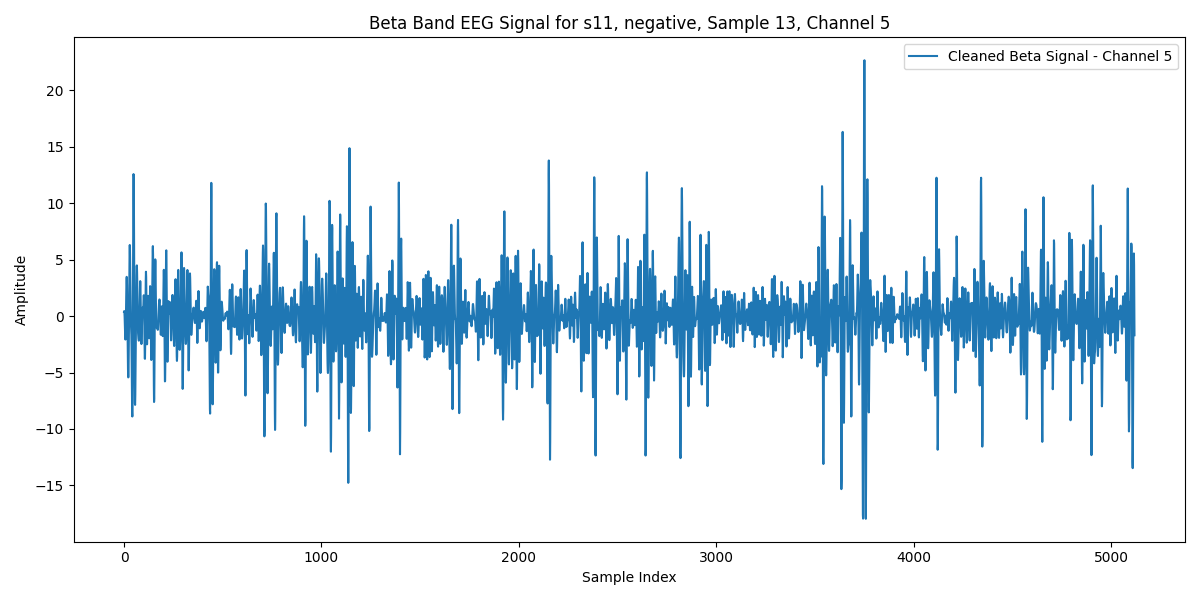 Beta Band EEG Signal for s11, negative, Sample 13, Channel 5
Cleaned Beta Signal - Channel 5
Amplitude
20
15
10
5
0
−5
−10
−15
0 1000 2000 3000 4000 5000
Sample Index